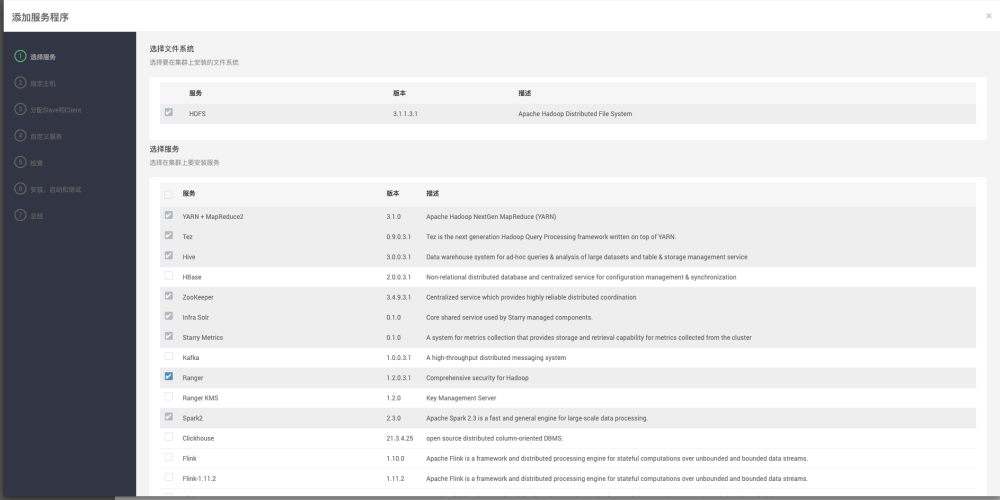 添加服务程序
×
1 选择服务
2 指定主机
3 分配Slave和Client
4 自定义服务
5 检查
6 安装，启动和测试
7 总结
选择文件系统
选择要在集群上安装的文件系统
服务 版本 描述
HDFS 3.1.1.3.1 Apache Hadoop Distributed File System
选择服务
选择在集群上要安装服务
服务 版本 描述
YARN + MapReduce2 3.1.0 Apache Hadoop NextGen MapReduce (YARN)
Tez 0.9.0.3.1 Tez is the next generation Hadoop Query Processing framework written on top of YARN.
Hive 3.0.0.3.1 Data warehouse system for ad-hoc queries & analysis of large datasets and table & storage management service
HBase 2.0.0.3.1 Non-relational distributed database and centralized service for configuration management & synchronization
ZooKeeper 3.4.9.3.1 Centralized service which provides highly reliable distributed coordination
Infra Solr 0.1.0 Core shared service used by Starry managed components.
Starry Metrics 0.1.0 A system for metrics collection that provides storage and retrieval capability for metrics collected from the cluster
Kafka 1.0.0.3.1 A high-throughput distributed messaging system
Ranger 1.2.0.3.1 Comprehensive security for Hadoop
Ranger KMS 1.2.0 Key Management Server
Spark2 2.3.0 Apache Spark 2.3 is a fast and general engine for large-scale data processing.
Clickhouse 21.3.4.25 open source distributed column-oriented DBMS.
Flink 1.10.0 Apache Flink is a framework and distributed processing engine for stateful computations over unbounded and bounded data streams.
Flink-1.11.2 1.11.2 Apache Flink is a framework and distributed processing engine for stateful computations over unbounded and bounded data streams.